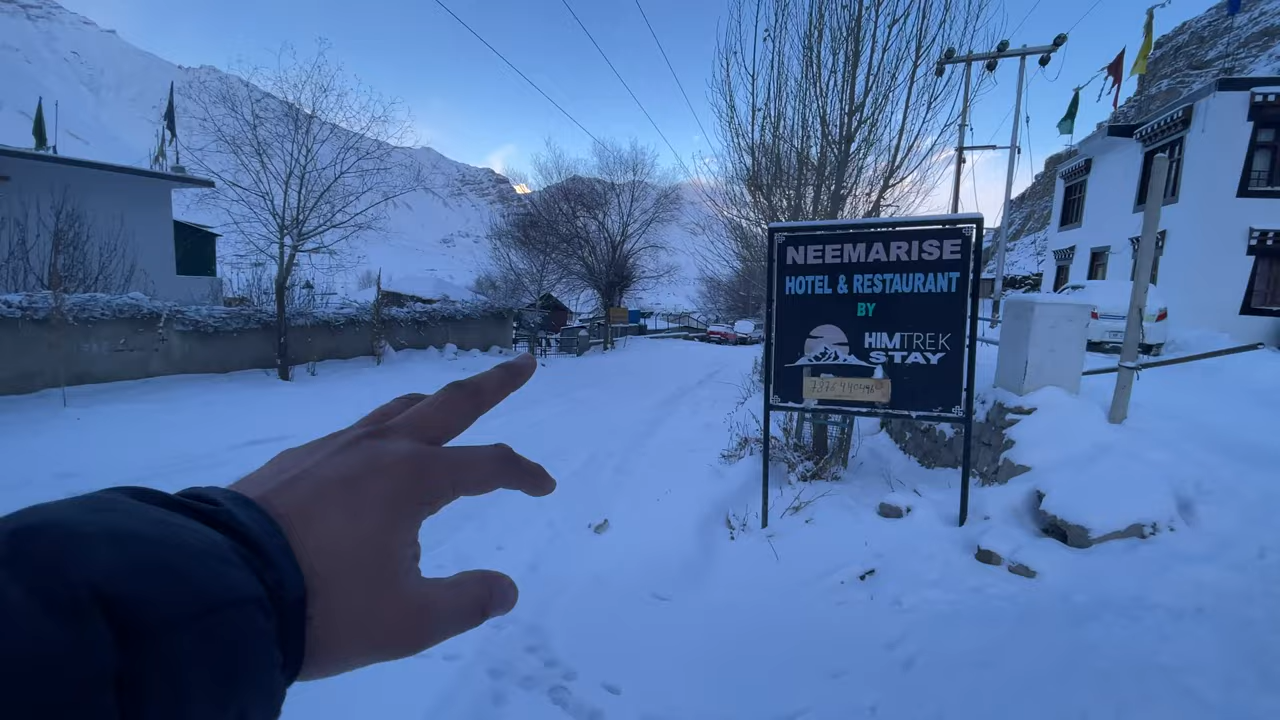 NEEMARISE
HOTEL & RESTAURANT
BY
HIMTREK
STAY